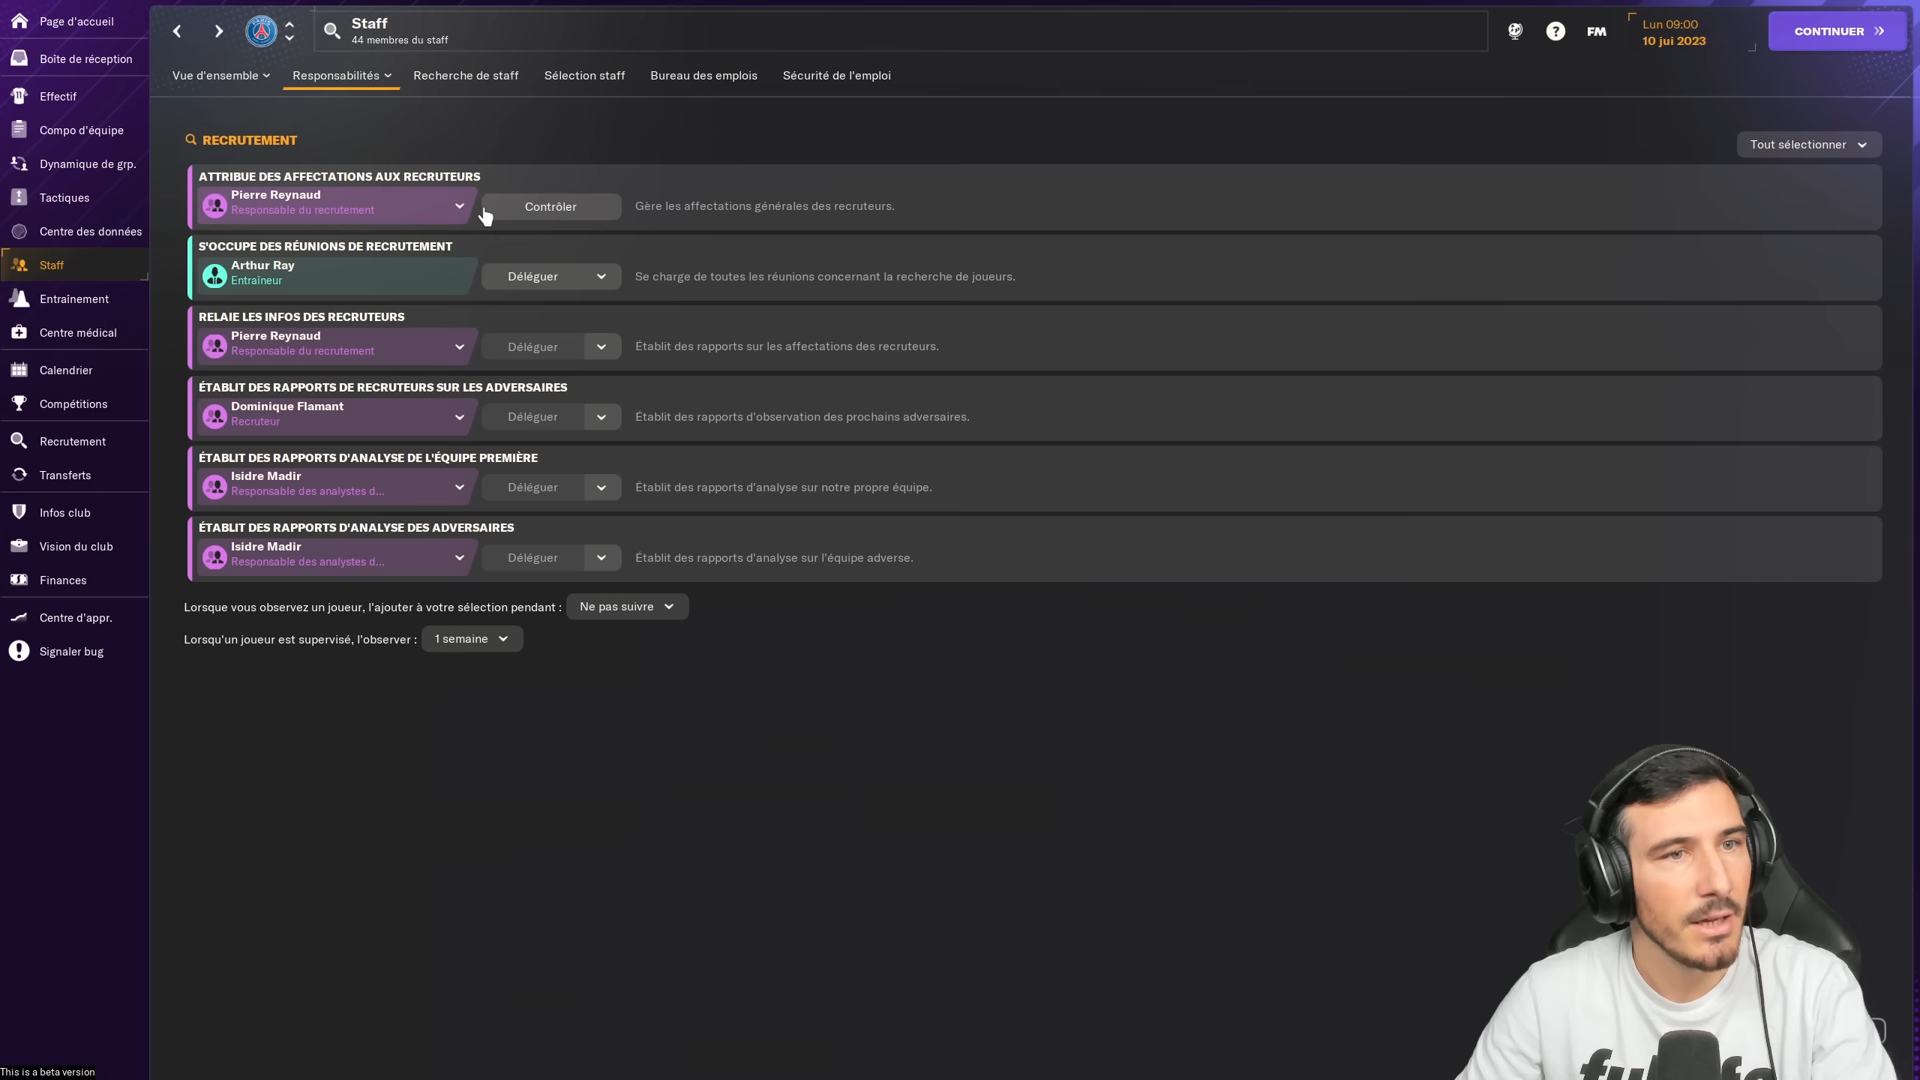 Page d'accueil
Boîte de réception
Effectif
Compo d'équipe
Dynamique de grp.
Tactiques
Centre des données
Staff
Entraînement
Centre médical
Calendrier
Compétitions
Recrutement
Transferts
Infos club
Vision du club
Finances
Centre d'appr.
Signaler bug
This is a beta version
Staff
44 membres du staff
FM
Lun 09:00
10 jui 2023
CONTINUER
Vue d'ensemble
Responsabilités
Recherche de staff
Sélection staff
Bureau des emplois
Sécurité de l'emploi
RECRUTEMENT
Tout sélectionner
ATTRIBUE DES AFFECTATIONS AUX RECRUTEURS
Pierre Reynaud
Responsable du recrutement
Contrôler
Gère les affectations générales des recruteurs.
S'OCCUPE DES RÉUNIONS DE RECRUTEMENT
Arthur Ray
Entraîneur
Déléguer
Se charge de toutes les réunions concernant la recherche de joueurs.
RELAIE LES INFOS DES RECRUTEURS
Pierre Reynaud
Responsable du recrutement
Déléguer
Établit des rapports sur les affectations des recruteurs.
ÉTABLIT DES RAPPORTS DE RECRUTEURS SUR LES ADVERSAIRES
Dominique Flamant
Recruteur
Déléguer
Établit des rapports d'observation des prochains adversaires.
ÉTABLIT DES RAPPORTS D'ANALYSE DE L'ÉQUIPE PREMIÈRE
Isidre Madir
Responsable des analystes d...
Déléguer
Établit des rapports d'analyse sur notre propre équipe.
ÉTABLIT DES RAPPORTS D'ANALYSE DES ADVERSAIRES
Isidre Madir
Responsable des analystes d...
Déléguer
Établit des rapports d'analyse sur l'équipe adverse.
Lorsque vous observez un joueur, l'ajouter à votre sélection pendant : Ne pas suivre
Lorsqu'un joueur est supervisé, l'observer : 1 semaine